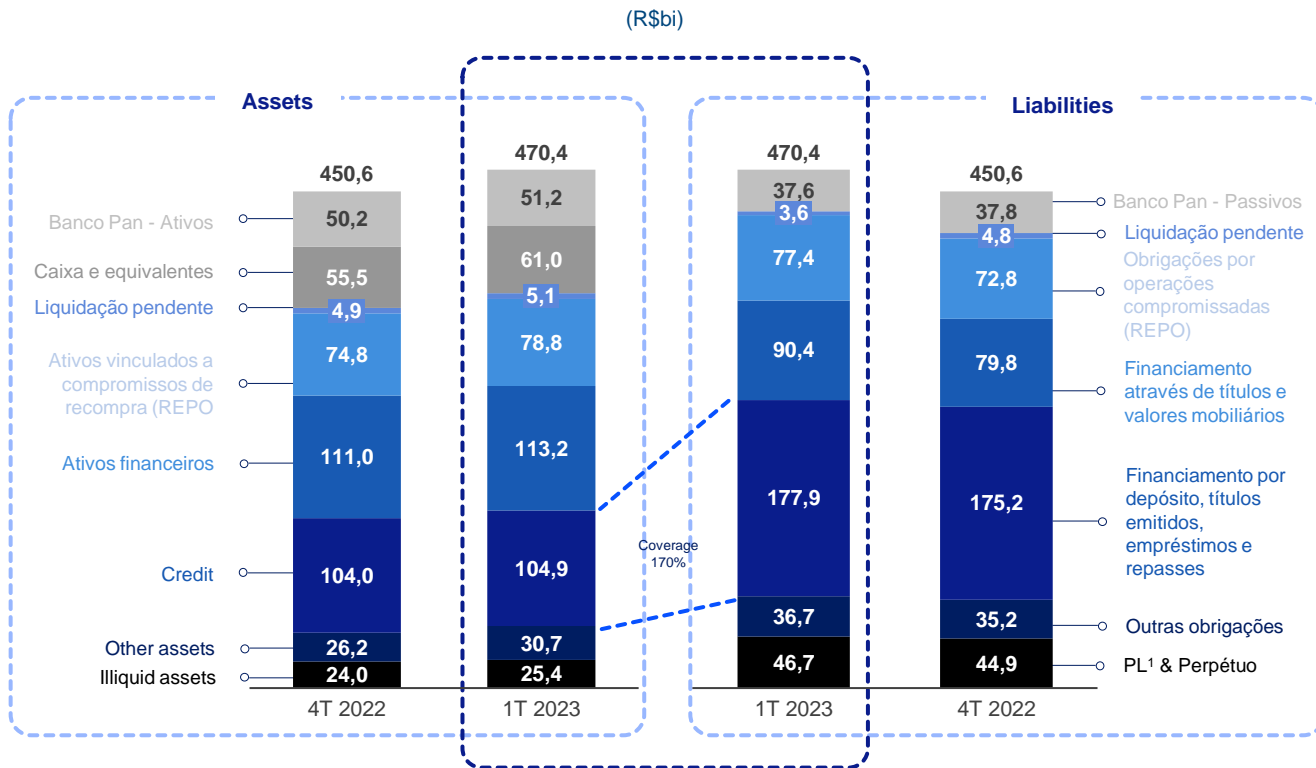 (R$bi)
Assets
Liabilities
450,6
470,4
470,4
450,6
Banco Pan - Ativos
Caixa e equivalentes
Liquidação pendente
Ativos vinculados a
compromissos de
recompra (REPO
Ativos financeiros
Credit
Other assets
Illiquid assets
50,2
55,5
4,9
74,8
111,0
104,0
26,2
24,0
4T 2022
51,2
61,0
5,1
78,8
113,2
104,9
30,7
25,4
1T 2023
Coverage
170%
37,6
3,6
77,4
90,4
177,9
36,7
46,7
1T 2023
37,8
4,8
72,8
79,8
175,2
35,2
44,9
4T 2022
Banco Pan - Passivos
Liquidação pendente
Obrigações por
operações
compromissadas
(REPO)
Financiamento
através de títulos e
valores mobiliários
Financiamento por
depósito, títulos
emitidos,
empréstimos e
repasses
Outras obrigações
PL¹ & Perpétuo